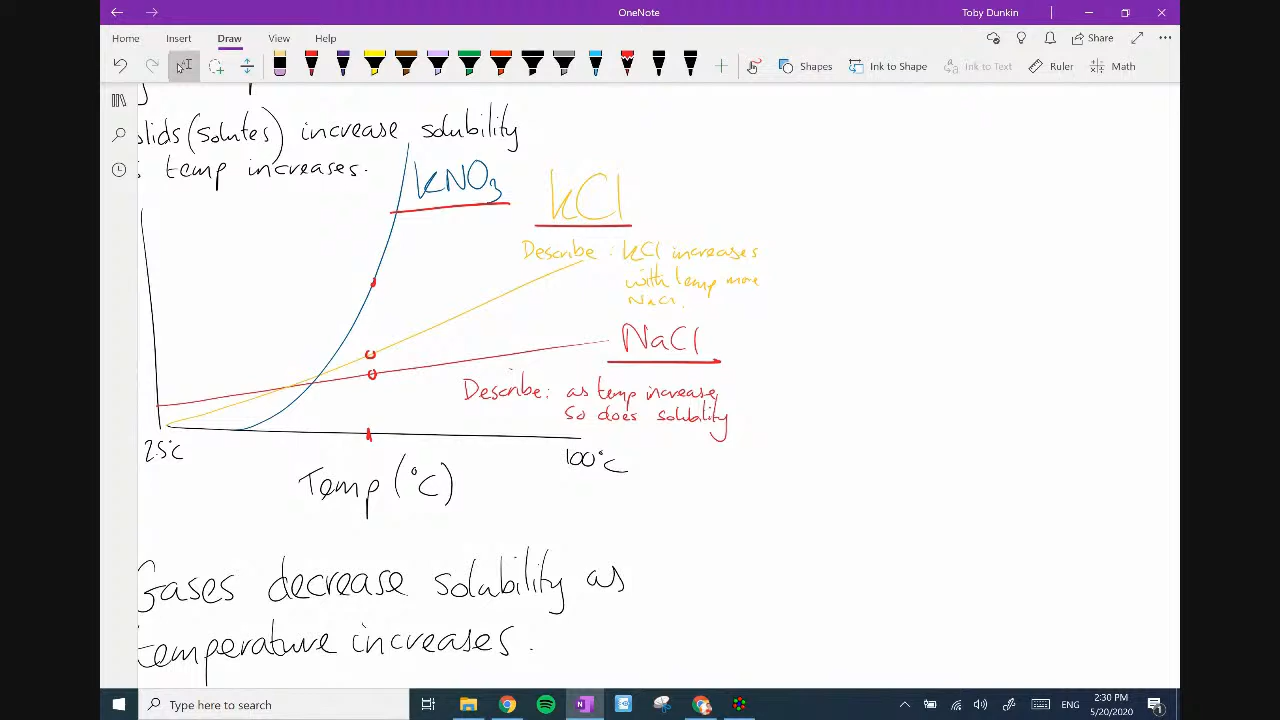 OneNote
Toby Dunkin
Home Insert Draw View Help
Share
Shapes Ink to Shape Ink to Text Ruler Math
lids (solutes) increase solubility
temp increases.
KNO3
KCl
Describe : KCl increases
with temp more
NaCl.
NaCl
Describe: as temp increase,
so does solubility
25°C
100°C
Temp (°C)
Gases decrease solubility as
temperature increases.
Type here to search
ENG
2:30 PM
5/20/2020
1